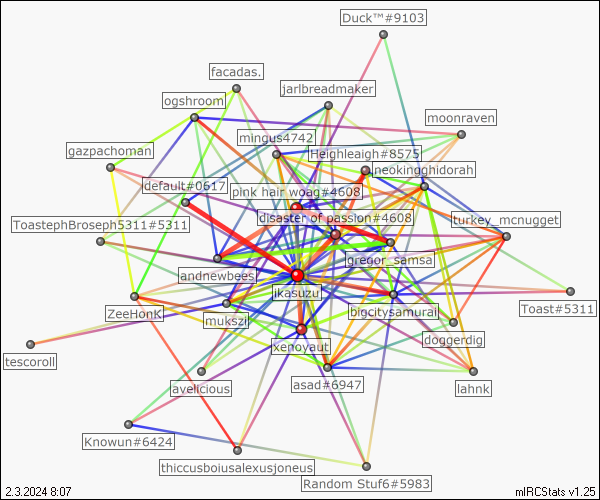 Duck™#9103
facadas.
jarlbreadmaker
ogshroom
moonraven
mingus4742
gazpachoman
Heighleaigh#8575
neokingghidorah
default#0617
pink hair woag#4608
disaster of passion#4608
turkey_mcnugget
ToastephBroseph5311#5311
gregor_samsa
andnewbees
jkasuzu
Toast#5311
ZeeHonk
mukszi
bigcitysamurai
xenoyaut
doggerdig
tescoroll
avelicious
asad#6947
lahnk
Knowun#6424
thiccusboiusalexusjoneus
Random Stuf6#5983
2.3.2024 8:07
mIRCStats v1.25